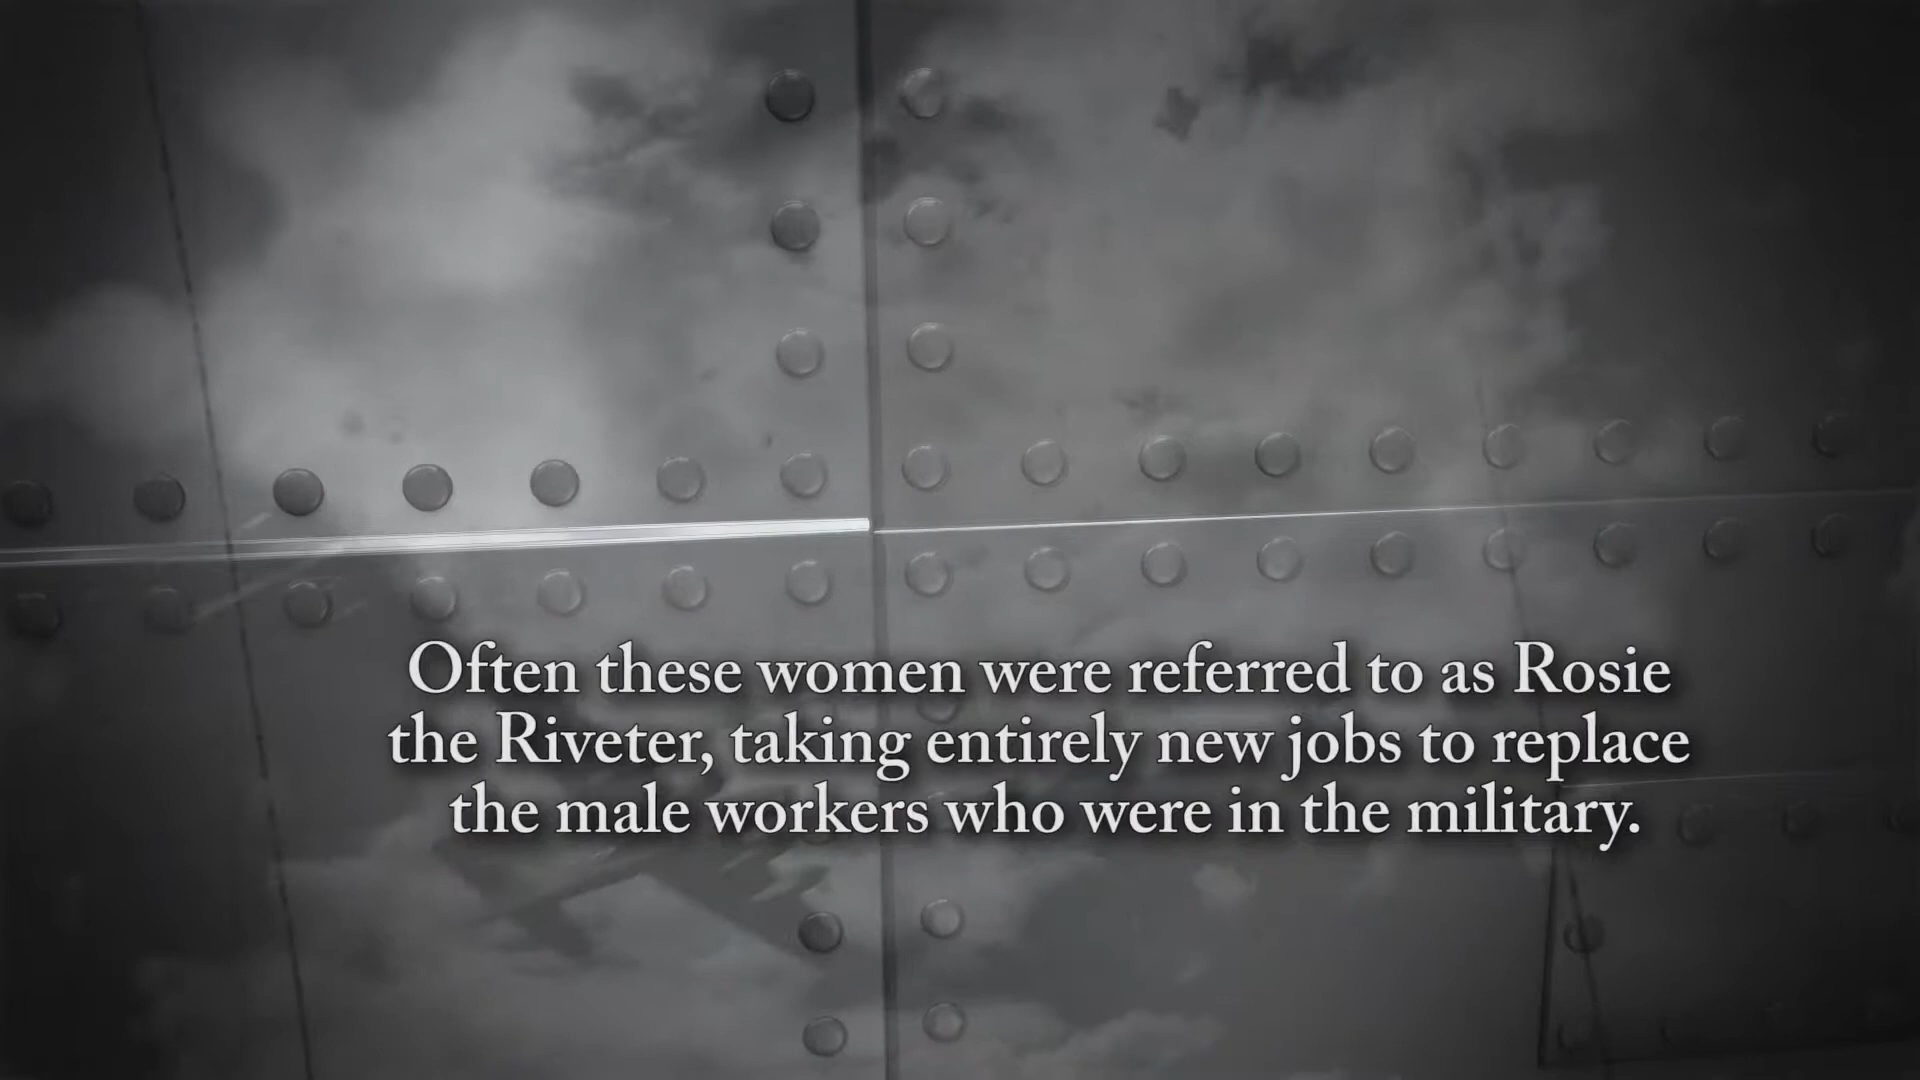 Often these women were referred to as Rosie
the Riveter, taking entirely new jobs to replace
the male workers who were in the military.